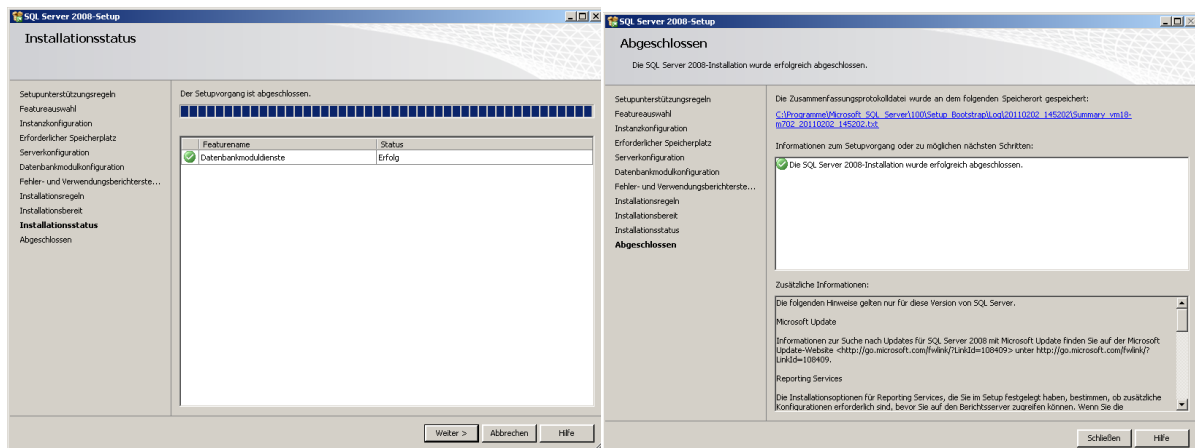 SQL Server 2008-Setup
Installationsstatus
Setupunterstützungsregeln
Featureauswahl
Instanzkonfiguration
Erforderlicher Speicherplatz
Serverkonfiguration
Datenbankmodulkonfiguration
Fehler- und Verwendungsberichterste...
Installationsregeln
Installationsbereit
Installationsstatus
Abgeschlossen
Der Setupvorgang ist abgeschlossen.
Featurename Status
Datenbankmoduldienste Erfolg
Weiter > Abbrechen Hilfe
SQL Server 2008-Setup
Abgeschlossen
Die SQL Server 2008-Installation wurde erfolgreich abgeschlossen.
Setupunterstützungsregeln
Featureauswahl
Instanzkonfiguration
Erforderlicher Speicherplatz
Serverkonfiguration
Datenbankmodulkonfiguration
Fehler- und Verwendungsberichterste...
Installationsregeln
Installationsbereit
Installationsstatus
Abgeschlossen
Die Zusammenfassungsprotokolldatei wurde an dem folgenden Speicherort gespeichert:
C:\Programme\Microsoft SQL Server\100\Setup Bootstrap\Log\20110202_145202\Summary_vm18-
m702_20110202_145202.txt
Informationen zum Setupvorgang oder zu möglichen nächsten Schritten:
Die SQL Server 2008-Installation wurde erfolgreich abgeschlossen.
Zusätzliche Informationen:
Die folgenden Hinweise gelten nur für diese Version von SQL Server.
Microsoft Update
Informationen zur Suche nach Updates für SQL Server 2008 mit Microsoft Update finden Sie auf der Microsoft
Update-Website <http://go.microsoft.com/fwlink/?LinkId=108409> unter http://go.microsoft.com/fwlink/?
LinkId=108409.
Reporting Services
Die Installationsoptionen für Reporting Services, die Sie im Setup festgelegt haben, bestimmen, ob zusätzliche
Konfigurationen erforderlich sind, bevor Sie auf den Berichtsserver zugreifen können. Wenn Sie die
Schließen Hilfe